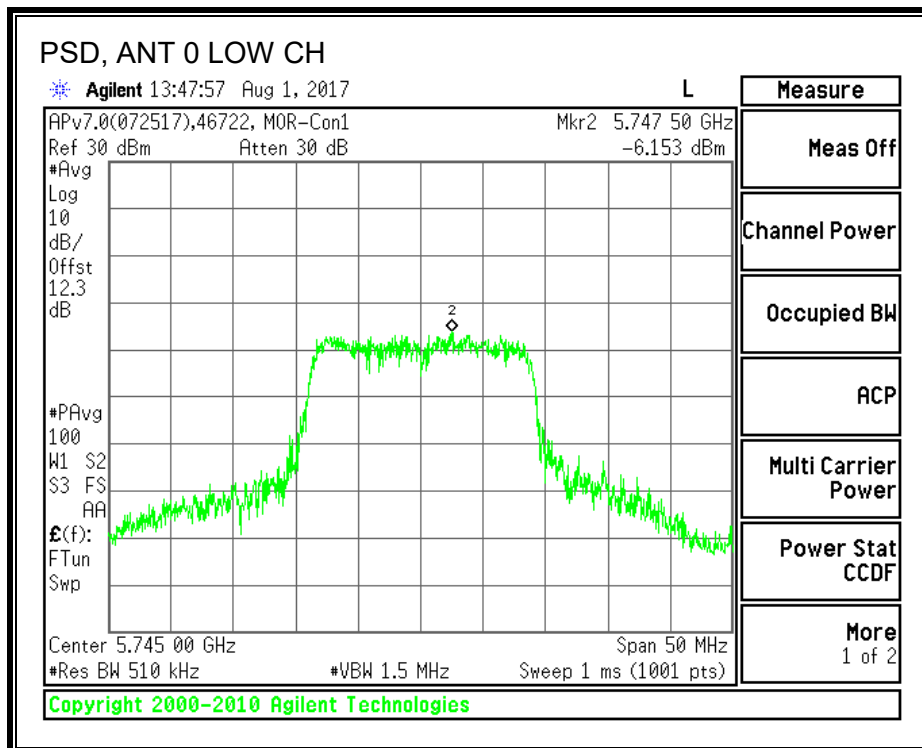 PSD, ANT 0 LOW CH
Agilent 13:47:57 Aug 1, 2017 L Measure
APv7.0(072517),46722, MOR-Con1 Mkr2 5.747 50 GHz
Ref 30 dBm Atten 30 dB -6.153 dBm
#Avg
Log
10
dB/
Offst
12.3
dB
2
#PAvg
100
W1 S2
S3 FS
AA
£(f):
FTun
Swp
Center 5.745 00 GHz Span 50 MHz
#Res BW 510 kHz #VBW 1.5 MHz Sweep 1 ms (1001 pts)
Meas Off
Channel Power
Occupied BW
ACP
Multi Carrier
Power
Power Stat
CCDF
More
1 of 2
Copyright 2000-2010 Agilent Technologies